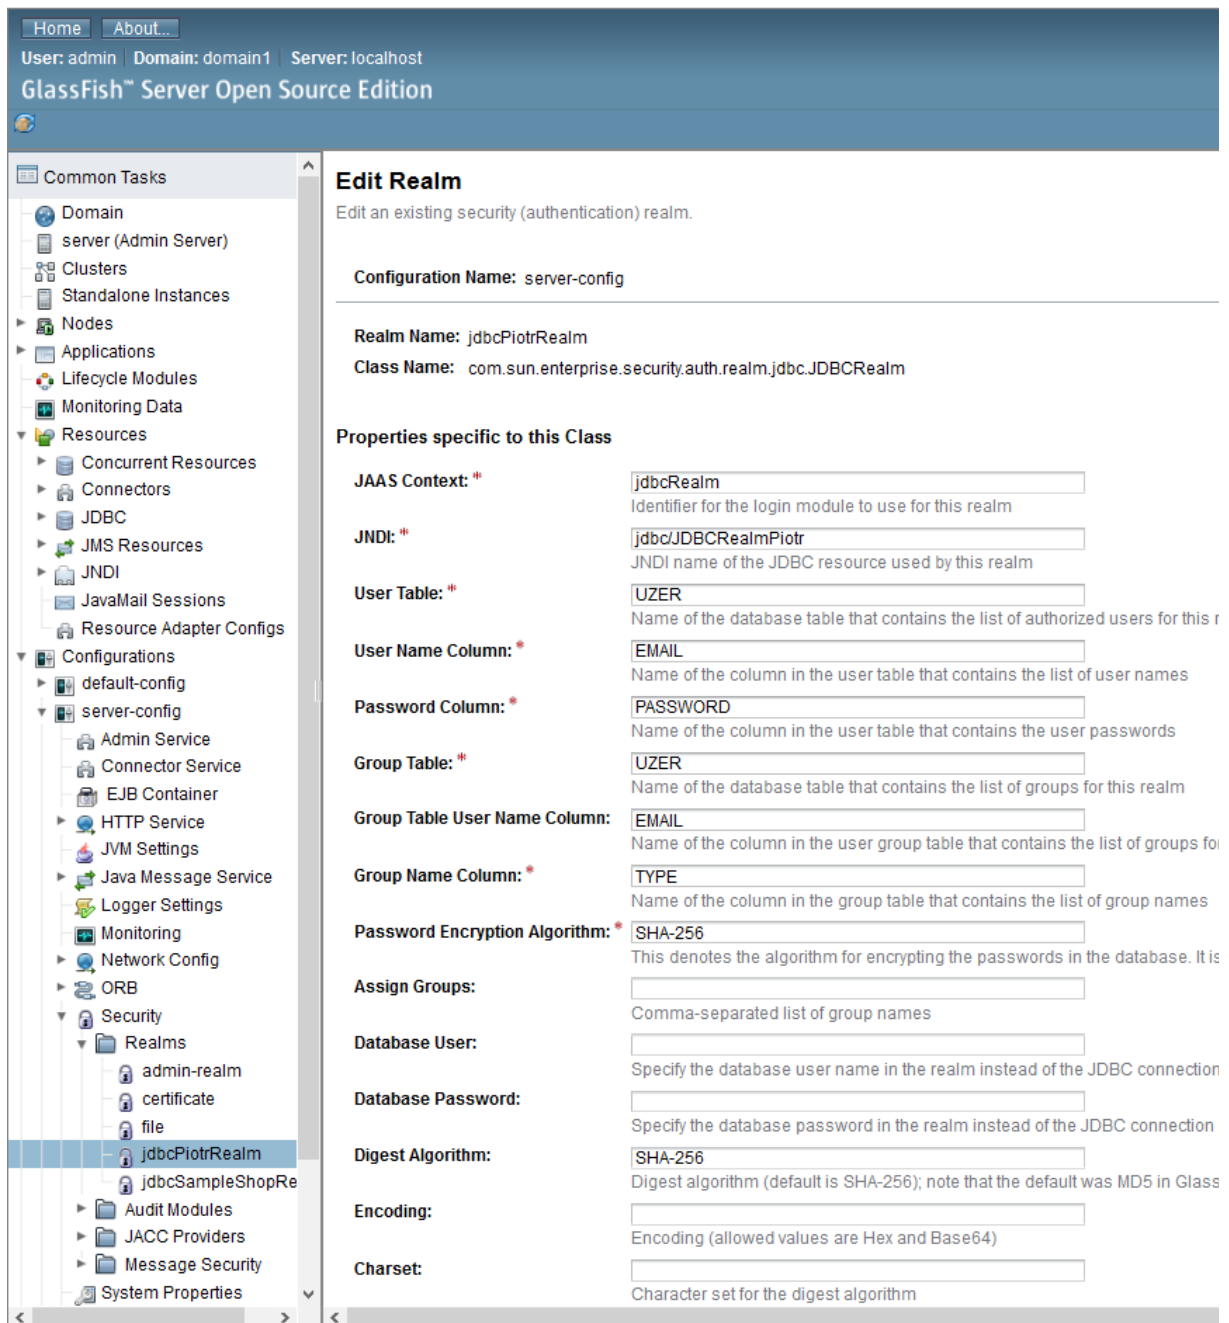 Home About...
User: admin Domain: domain1 Server: localhost
GlassFish™ Server Open Source Edition
Common Tasks
Domain
server (Admin Server)
Clusters
Standalone Instances
Nodes
Applications
Lifecycle Modules
Monitoring Data
Resources
Concurrent Resources
Connectors
JDBC
JMS Resources
JNDI
JavaMail Sessions
Resource Adapter Configs
Configurations
default-config
server-config
Admin Service
Connector Service
EJB Container
HTTP Service
JVM Settings
Java Message Service
Logger Settings
Monitoring
Network Config
ORB
Security
Realms
admin-realm
certificate
file
jdbcPiotrRealm
jdbcSampleShopRe
Audit Modules
JACC Providers
Message Security
System Properties
Edit Realm
Edit an existing security (authentication) realm.
Configuration Name: server-config
Realm Name: jdbcPiotrRealm
Class Name: com.sun.enterprise.security.auth.realm.jdbc.JDBCRealm
Properties specific to this Class
JAAS Context: * jdbcRealm
Identifier for the login module to use for this realm
JNDI: * jdbc/JDBCRealmPiotr
JNDI name of the JDBC resource used by this realm
User Table: * UZER
Name of the database table that contains the list of authorized users for this r
User Name Column: * EMAIL
Name of the column in the user table that contains the list of user names
Password Column: * PASSWORD
Name of the column in the user table that contains the user passwords
Group Table: * UZER
Name of the database table that contains the list of groups for this realm
Group Table User Name Column: EMAIL
Name of the column in the user group table that contains the list of groups fo
Group Name Column: * TYPE
Name of the column in the group table that contains the list of group names
Password Encryption Algorithm: * SHA-256
This denotes the algorithm for encrypting the passwords in the database. It is
Assign Groups:
Comma-separated list of group names
Database User:
Specify the database user name in the realm instead of the JDBC connection
Database Password:
Specify the database password in the realm instead of the JDBC connection
Digest Algorithm: SHA-256
Digest algorithm (default is SHA-256); note that the default was MD5 in Glass
Encoding:
Encoding (allowed values are Hex and Base64)
Charset:
Character set for the digest algorithm